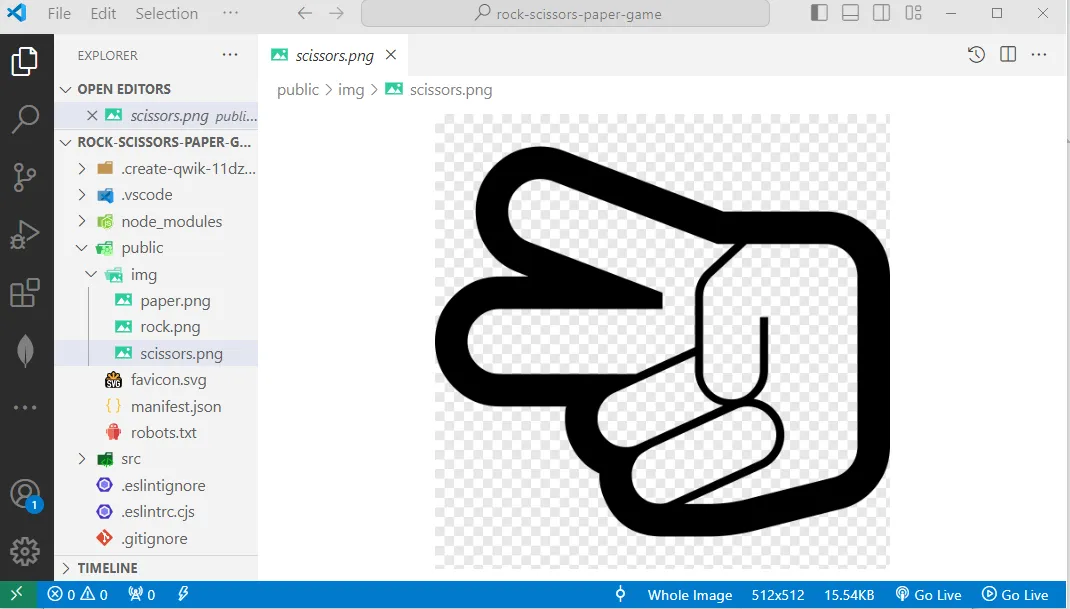 File Edit Selection ··· rock-scissors-paper-game
EXPLORER ···
scissors.png
OPEN EDITORS
scissors.png publi...
public > img > scissors.png
ROCK-SCISSORS-PAPER-G...
.create-qwik-11dz...
.vscode
node_modules
public
img
paper.png
rock.png
scissors.png
SVG
favicon.svg
{ } manifest.json
robots.txt
src
.eslintignore
.eslintrc.cjs
.gitignore
1
TIMELINE
0 0 0 Whole Image 512x512 15.54KB Go Live Go Live